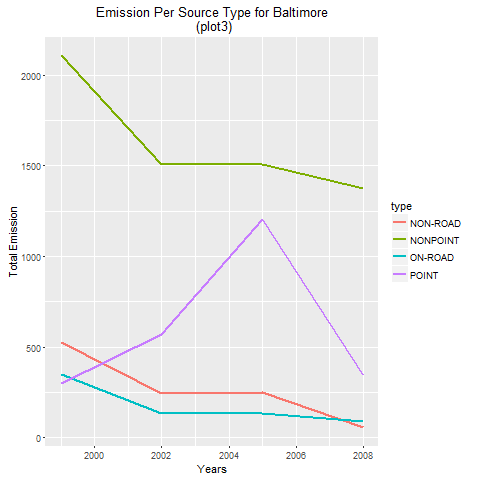 Emission Per Source Type for Baltimore
(plot3)
2000
1500
1000
500
0
Total Emission
2000 2002 2004 2006 2008
Years
type
NON-ROAD
NONPOINT
ON-ROAD
POINT